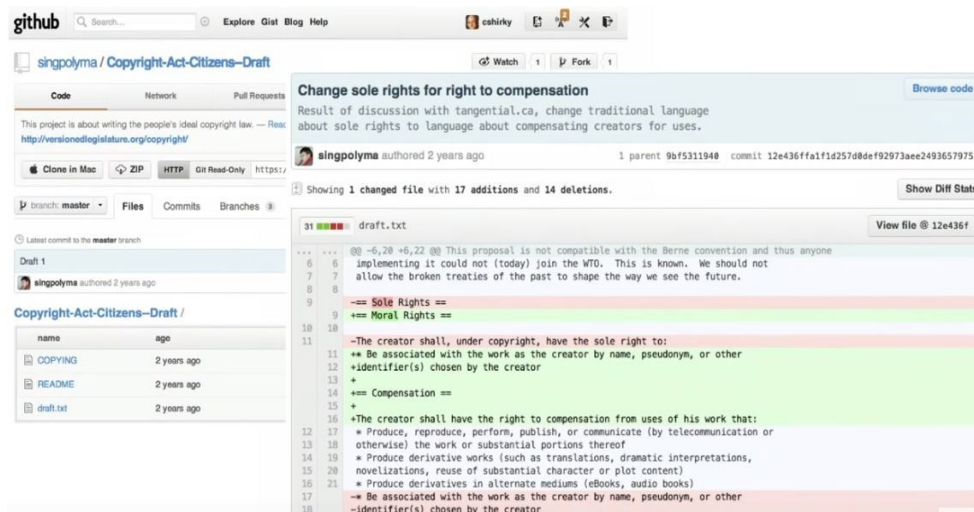 github
Search...
Explore Gist Blog Help
cshirky
singpolyma / Copyright-Act-Citizens--Draft
Watch 1
Fork 1
Code
Network
Pull Requests
This project is about writing the people's ideal copyright law. — Read
http://versionedlegislature.org/copyright/
Clone in Mac
ZIP
HTTP
Git Read-Only
https:/
branch: master
Files
Commits
Branches 3
Latest commit to the master branch
Draft 1
singpolyma authored 2 years ago
Copyright-Act-Citizens--Draft /
name age
COPYING 2 years ago
README 2 years ago
draft.txt 2 years ago
Change sole rights for right to compensation
Browse code
Result of discussion with tangential.ca, change traditional language
about sole rights to language about compensating creators for uses.
singpolyma authored 2 years ago
1 parent 9bf5311940 commit 12e436ffa1f1d257d0def92973aee2493657975
Showing 1 changed file with 17 additions and 14 deletions.
Show Diff Stats
31 draft.txt
View file @ 12e436f
... ... @@ -6,20 +6,22 @@ This proposal is not compatible with the Berne convention and thus anyone
6 6 implementing it could not (today) join the WTO. This is known. We should not
7 7 allow the broken treaties of the past to shape the way we see the future.
8 8
9 -== Sole Rights ==
9 +== Moral Rights ==
10 10
11 -The creator shall, under copyright, have the sole right to:
11 +* Be associated with the work as the creator by name, pseudonym, or other
12 +identifier(s) chosen by the creator
13 +
14 +== Compensation ==
15 +
16 +The creator shall have the right to compensation from uses of his work that:
12 17 * Produce, reproduce, perform, publish, or communicate (by telecommunication or
13 18 otherwise) the work or substantial portions thereof
14 19 * Produce derivative works (such as translations, dramatic interpretations,
15 20 novelizations, reuse of substantial character or plot content)
16 21 * Produce derivatives in alternate mediums (eBooks, audio books)
17 -* Be associated with the work as the creator by name, pseudonym, or other
18 -identifier(s) chosen by the creator